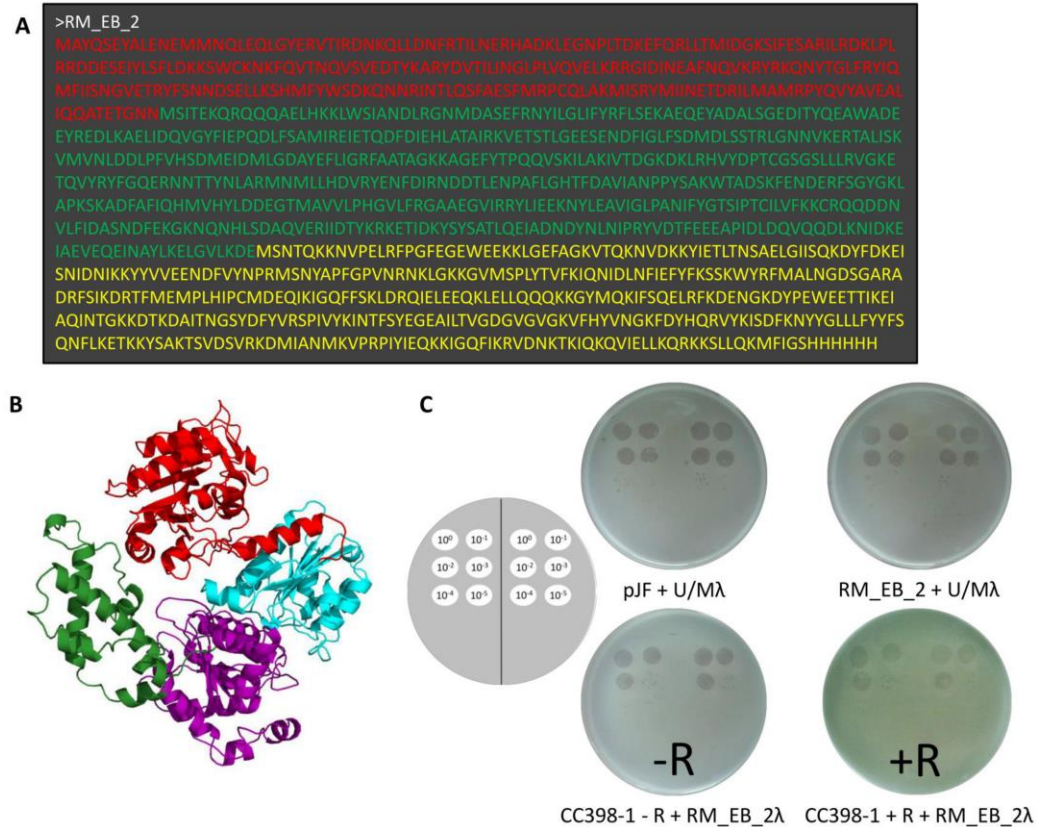 A
>RM_EB_2
MAYQSEYALENEMMNQLEQLGYERVTIRDNKQLLDNFRTILNERHADKLEGNPLTDKEFQRLLTMIDGKSIFESARILRDKLPL
RRDDESEIYLSFLDKKSWCKNKFQVTNQVSVEDTYKARYDVTILINGLPLVQVELKRRGIDINEAFNQVKRYRKQNYTGLFRYIQ
MFIISNGVETRYFSNNDSELLKSHMFYWSDKQNNRINTLQSFAESFMRPCQLAKMISRYMIINETDRILMAMRPYQVYAVEAL
IQQATETGNNMSITEKQRQQQAELHKKLWSIANDLRGNMDASEFRNYILGLIFYRFLSEKAEQEYADALSGEDITYQEAWADE
EYREDLKAELIDQVGYFIEPQDLFSAMIREIETQDFDIEHLATAIRKVETSTLGEESENDFIGLFSDMDLSSTRLGNNVKERTALISK
VMVNLDDLPFVHSDMEIDMLGDAYEFLIGRFAATAGKKAGEFYTPQQVSKILAKIVTDGKDKLRHVYDPTCGSGSLLLRVGKE
TQVYRYFGQERNNTTYNLARMNMLLHDVRYENFDIRNDDTLENPAFLGHTFDAVIANPPYSAKWTADSKFENDERFSGYGKL
APKSKADFAFIQHMVHYLDDEGTMAVVLPHGVLFRGAAEGVIRRYLIEEKNYLEAVIGLPANIFYGTSIPTCILVFKKCRQQDDN
VLFIDASNDFEKGKNQNHLSDAQVERIIDTYKRKETIDKYSYSATLQEIADNDYNLNIPRYVDTFEEEAPIDLDQVQQDLKNIDKE
IAEVEQEINAYLKELGVLKDEMSNTQKKNVPELRFPGFEGEWEEKKLGEFAGKVTQKNVDKKYIETLTNSAELGIISQKDYFDKEI
SNIDNIKKYYVVEENDFVYNPRMSNYAPFGPVNRNKLGKKGVMSPLYTVFKIQNIDLNFIEFYFKSSKWYRFMALNGDSGARA
DRFSIKDRTFMEMPLHIPCMDEQIKIGQFFSKLDRQIELEEQKLELLQQQKKGYMQKIFSQELRFKDENGKDYPEWEETTIKEI
AQINTGKKDTKDAITNGSYDFYVRSPIVYKINTFSYEGEAILTVGDGVGVGKVFHYVNGKFDYHQRVYKISDFKNYYGLLLFYYFS
QNFLKETKKYSAKTSVDSVRKDMIANMKVPRPIYIEQKKIGQFIKRVDNKTKIQKQVIELLKQRKKSLLQKMFIGSHHHHHH
B
C
10⁰ 10⁻¹ 10⁰ 10⁻¹
10⁻² 10⁻³ 10⁻² 10⁻³
10⁻⁴ 10⁻⁵ 10⁻⁴ 10⁻⁵
pJF + U/Mλ
RM_EB_2 + U/Mλ
-R
+R
CC398-1 - R + RM_EB_2λ
CC398-1 + R + RM_EB_2λ